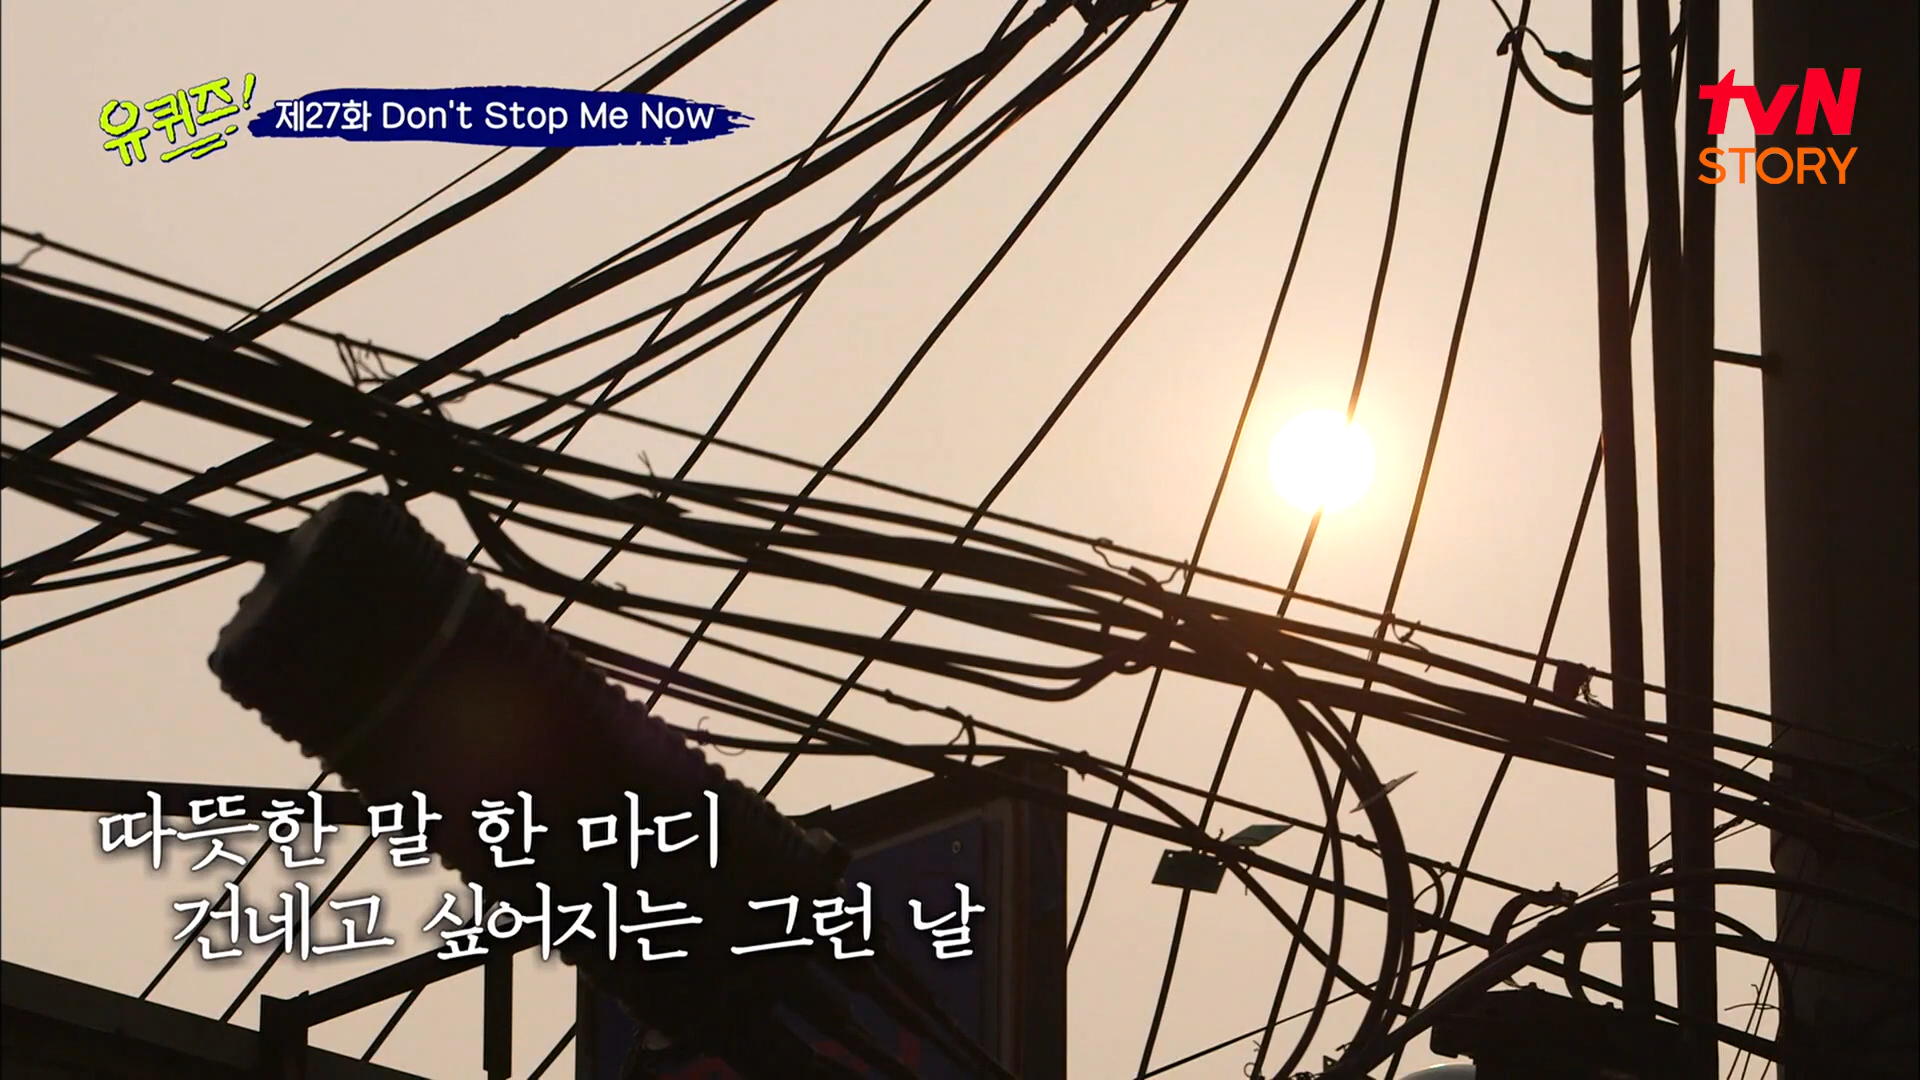 유퀴즈!
제27화 Don't Stop Me Now
tvN
STORY
따뜻한 말 한 마디
건네고 싶어지는 그런 날